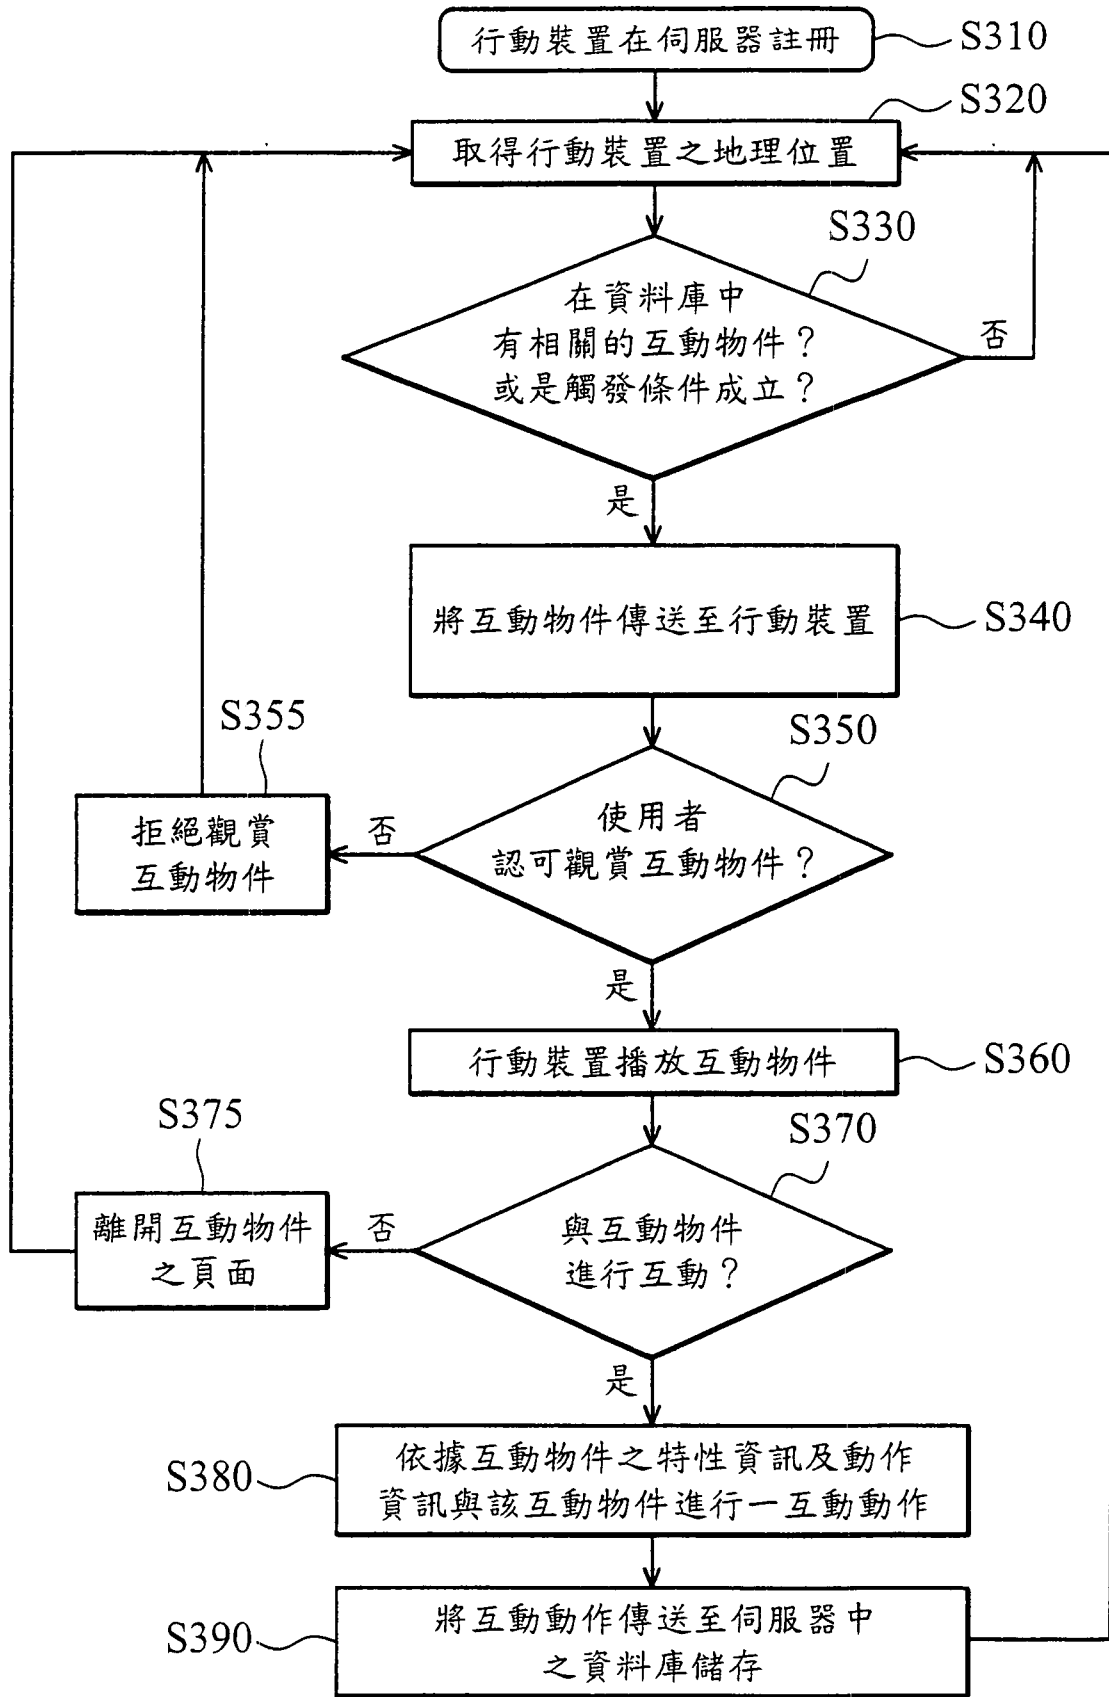 行動裝置在伺服器註冊
S310
S320
取得行動裝置之地理位置
S330
在資料庫中
有相關的互動物件？
或是觸發條件成立？
否
是
將互動物件傳送至行動裝置
S340
S355
S350
拒絕觀賞
互動物件
否
使用者
認可觀賞互動物件？
是
行動裝置播放互動物件
S360
S375
S370
離開互動物件
之頁面
否
與互動物件
進行互動？
是
S380
依據互動物件之特性資訊及動作
資訊與該互動物件進行一互動動作
S390
將互動動作傳送至伺服器中
之資料庫儲存